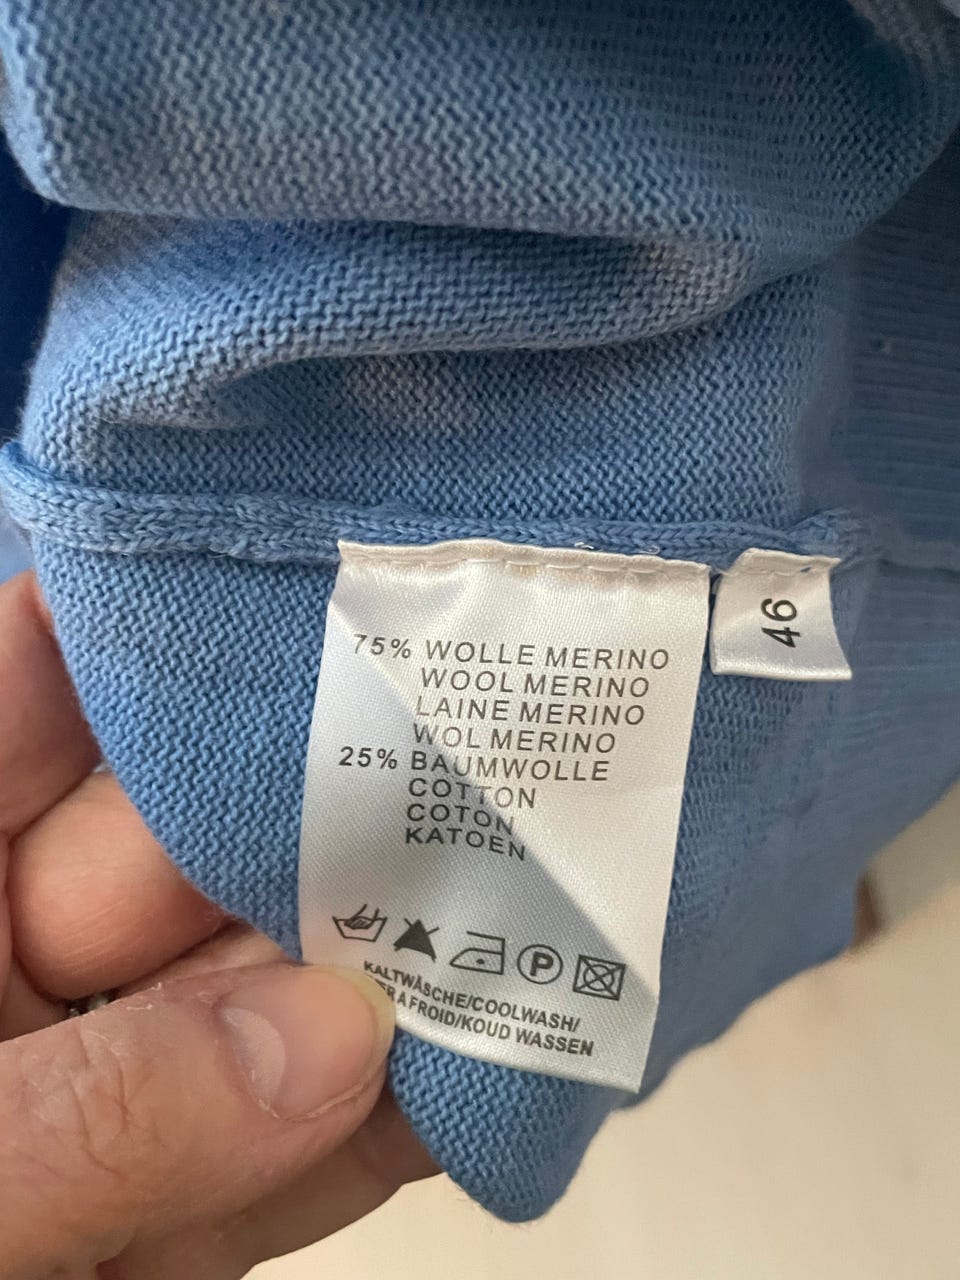 75% WOLLE MERINO
WOOL MERINO
LAINE MERINO
WOL MERINO
25% BAUMWOLLE
COTTON
COTON
KATOEN
P
KALTWÄSCHE/COOLWASH/
A FROID/KOUD WASSEN
46